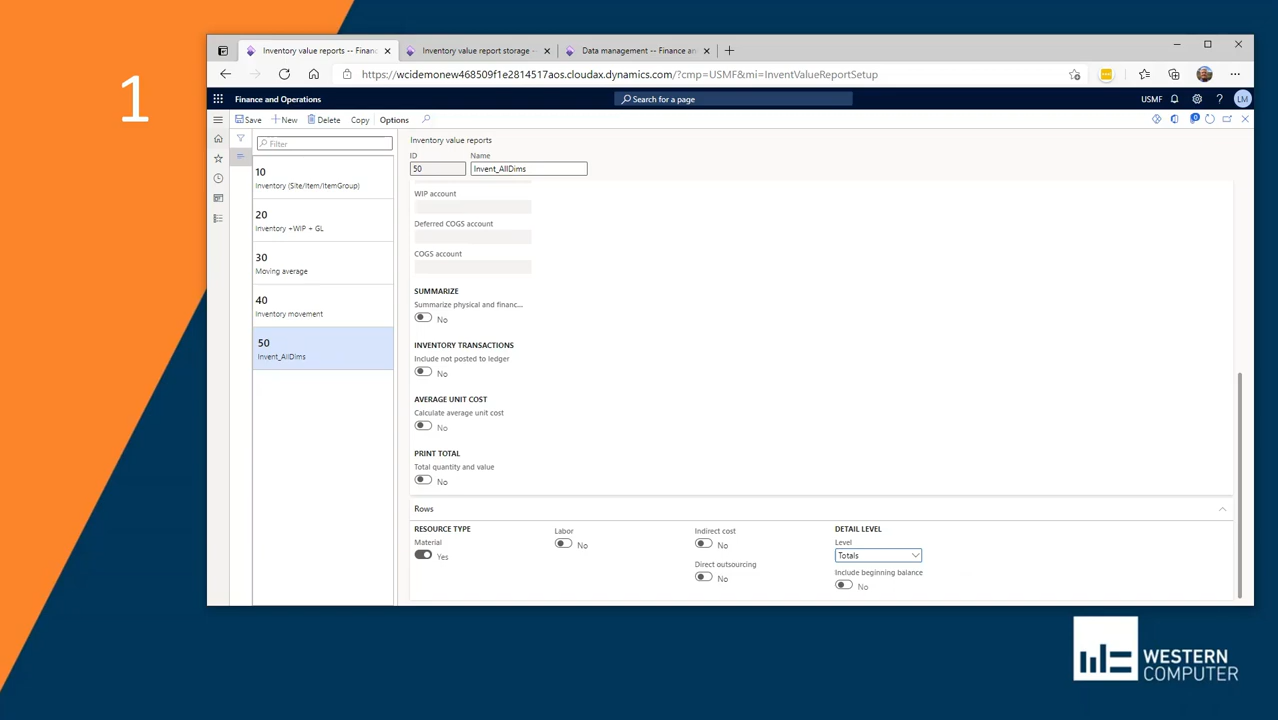 1
Inventory value reports -- Financ
Inventory value report storage --
Data management -- Finance an
https://wcidemonew468509f1e2814517aos.cloudax.dynamics.com/?cmp=USMF&mi=InventValueReportSetup
Finance and Operations
Search for a page
USMF
?
LM
Save
New
Delete
Copy
Options
0
Filter
10
Inventory (Site/Item/ItemGroup)
20
Inventory +WIP + GL
30
Moving average
40
Inventory movement
50
Invent_AllDims
Inventory value reports
ID
Name
50
Invent_AllDims
WIP account
Deferred COGS account
COGS account
SUMMARIZE
Summarize physical and financ...
No
INVENTORY TRANSACTIONS
Include not posted to ledger
No
AVERAGE UNIT COST
Calculate average unit cost
No
PRINT TOTAL
Total quantity and value
No
Rows
RESOURCE TYPE
Material
Yes
Labor
No
Indirect cost
No
Direct outsourcing
No
DETAIL LEVEL
Level
Totals
Include beginning balance
No
WESTERN
COMPUTER